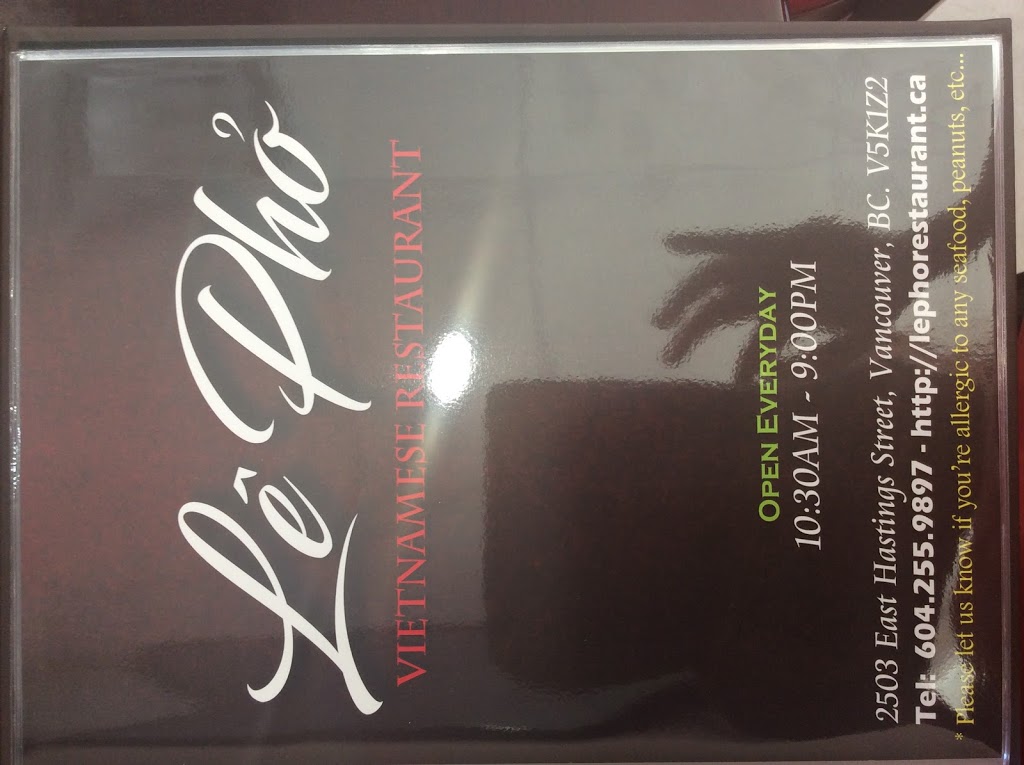 Lê Phở
VIETNAMESE RESTAURANT
OPEN EVERYDAY
10:30AM - 9:00PM
2503 East Hastings Street, Vancouver, BC. V5K1Z2
Tel: 604.255.9897 - http://lephorestaurant.ca
* Please let us know if you're allergic to any seafood, peanuts, etc...